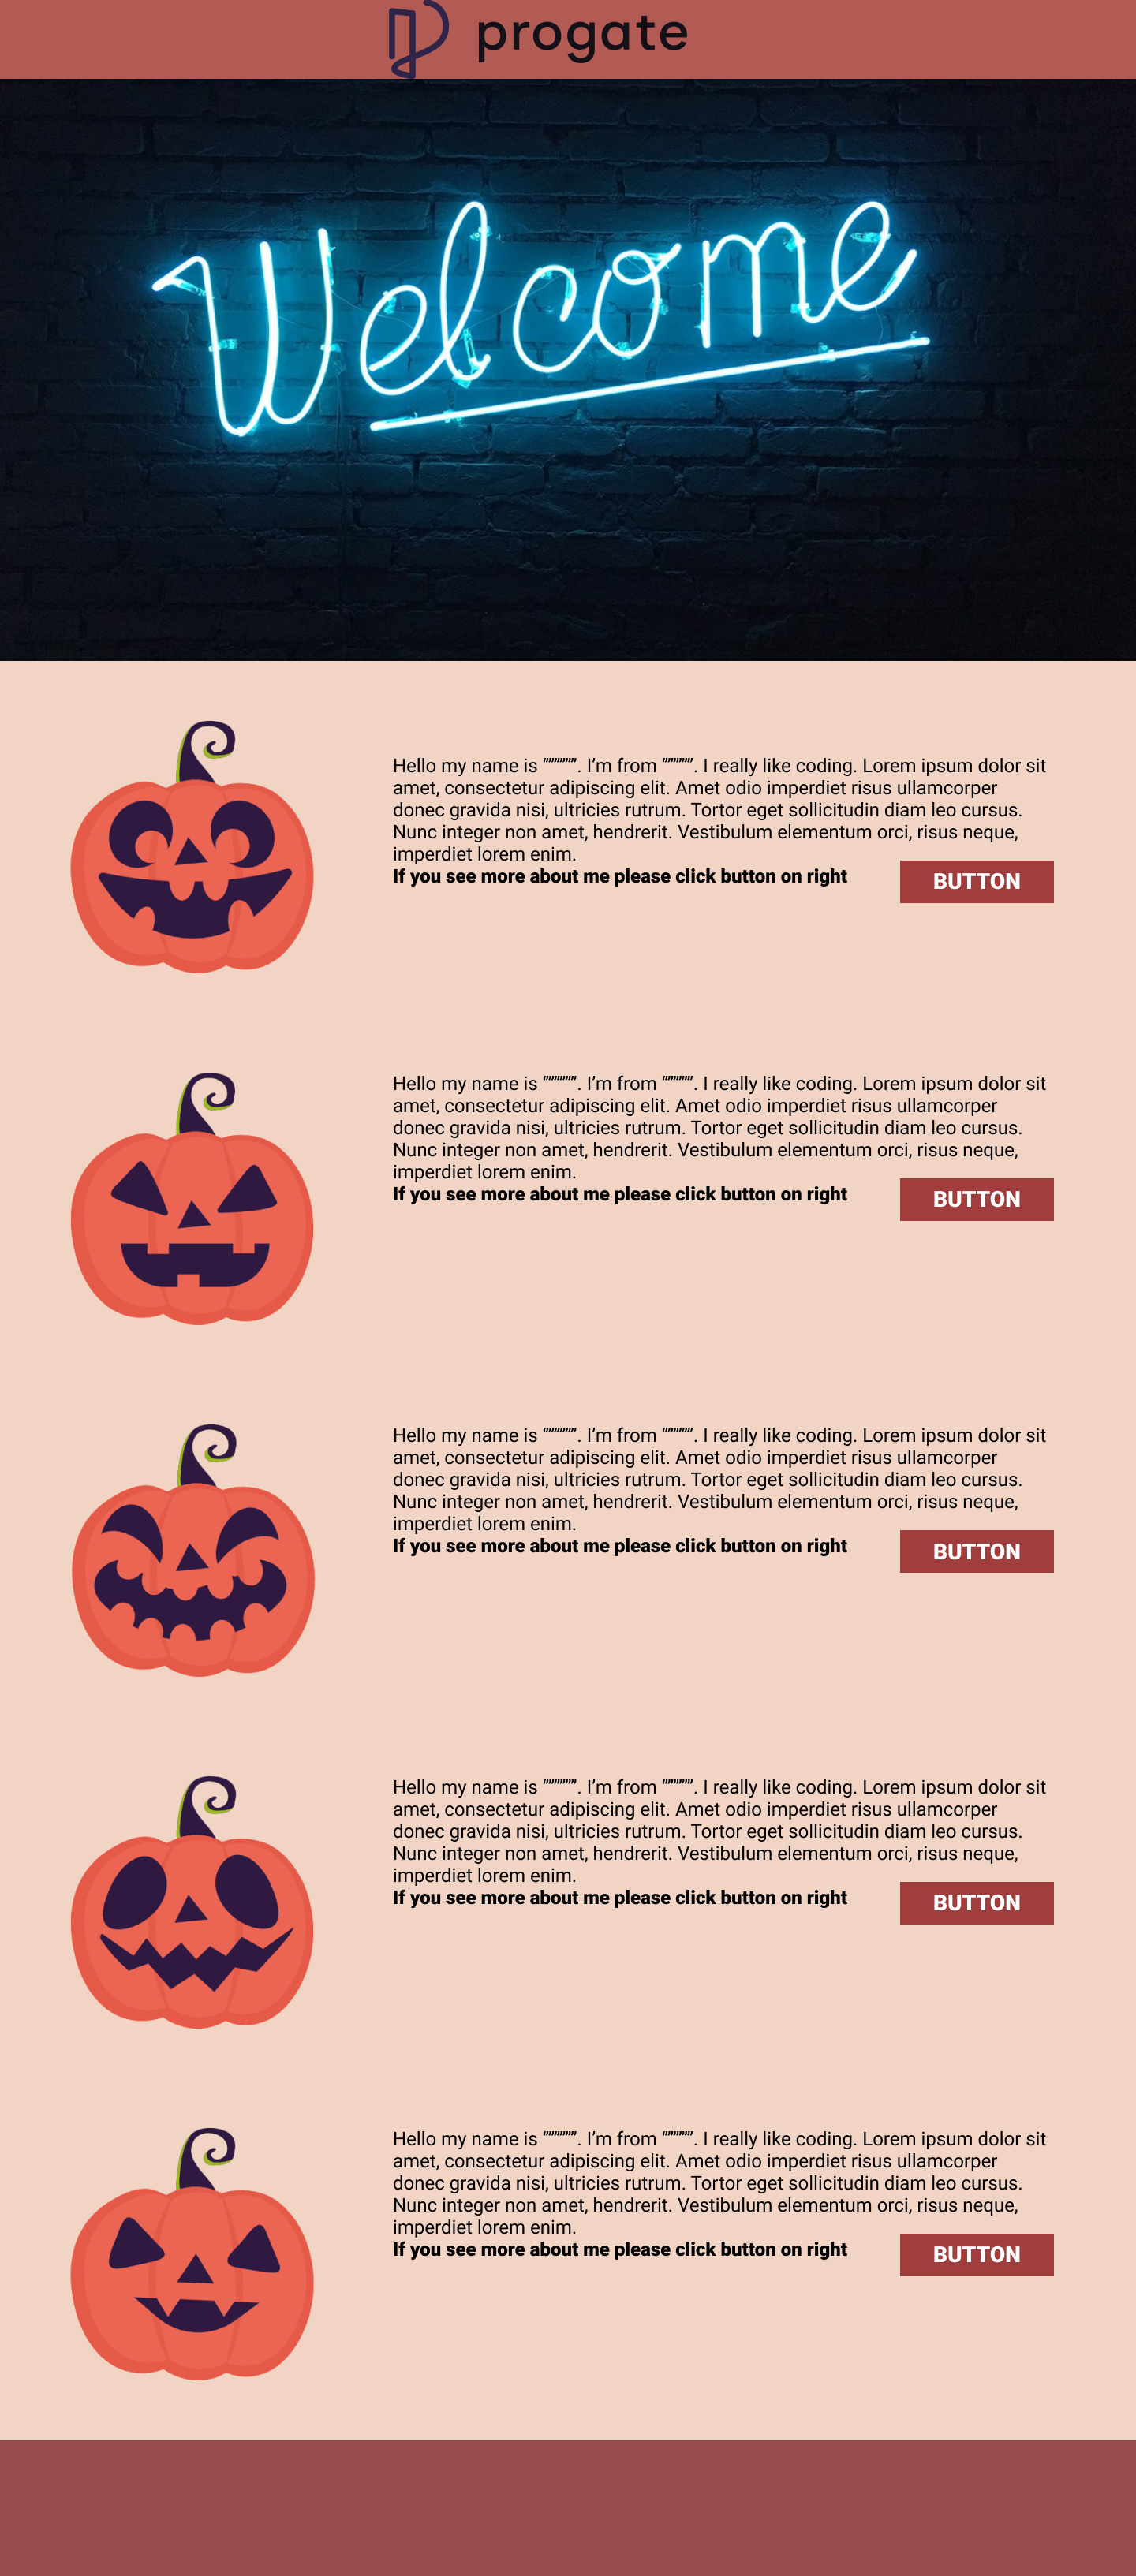 progate
Welcome
Hello my name is “”””””. I’m from “”””””. I really like coding. Lorem ipsum dolor sit
amet, consectetur adipiscing elit. Amet odio imperdiet risus ullamcorper
donec gravida nisi, ultricies rutrum. Tortor eget sollicitudin diam leo cursus.
Nunc integer non amet, hendrerit. Vestibulum elementum orci, risus neque,
imperdiet lorem enim.
If you see more about me please click button on right
BUTTON
Hello my name is “”””””. I’m from “”””””. I really like coding. Lorem ipsum dolor sit
amet, consectetur adipiscing elit. Amet odio imperdiet risus ullamcorper
donec gravida nisi, ultricies rutrum. Tortor eget sollicitudin diam leo cursus.
Nunc integer non amet, hendrerit. Vestibulum elementum orci, risus neque,
imperdiet lorem enim.
If you see more about me please click button on right
BUTTON
Hello my name is “”””””. I’m from “”””””. I really like coding. Lorem ipsum dolor sit
amet, consectetur adipiscing elit. Amet odio imperdiet risus ullamcorper
donec gravida nisi, ultricies rutrum. Tortor eget sollicitudin diam leo cursus.
Nunc integer non amet, hendrerit. Vestibulum elementum orci, risus neque,
imperdiet lorem enim.
If you see more about me please click button on right
BUTTON
Hello my name is “”””””. I’m from “”””””. I really like coding. Lorem ipsum dolor sit
amet, consectetur adipiscing elit. Amet odio imperdiet risus ullamcorper
donec gravida nisi, ultricies rutrum. Tortor eget sollicitudin diam leo cursus.
Nunc integer non amet, hendrerit. Vestibulum elementum orci, risus neque,
imperdiet lorem enim.
If you see more about me please click button on right
BUTTON
Hello my name is “”””””. I’m from “”””””. I really like coding. Lorem ipsum dolor sit
amet, consectetur adipiscing elit. Amet odio imperdiet risus ullamcorper
donec gravida nisi, ultricies rutrum. Tortor eget sollicitudin diam leo cursus.
Nunc integer non amet, hendrerit. Vestibulum elementum orci, risus neque,
imperdiet lorem enim.
If you see more about me please click button on right
BUTTON